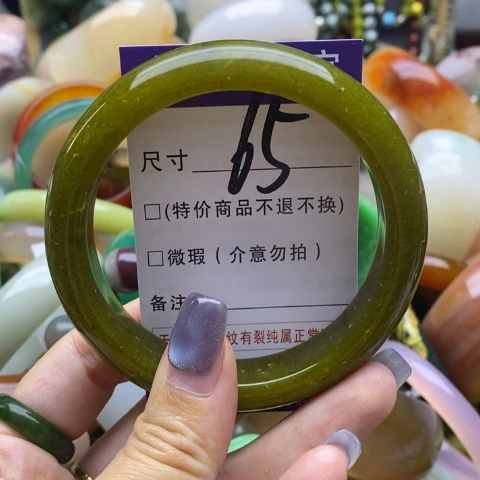 尺寸 65
□(特价商品不退不换)
□微瑕(介意勿拍)
备注
纹有裂纯属正常